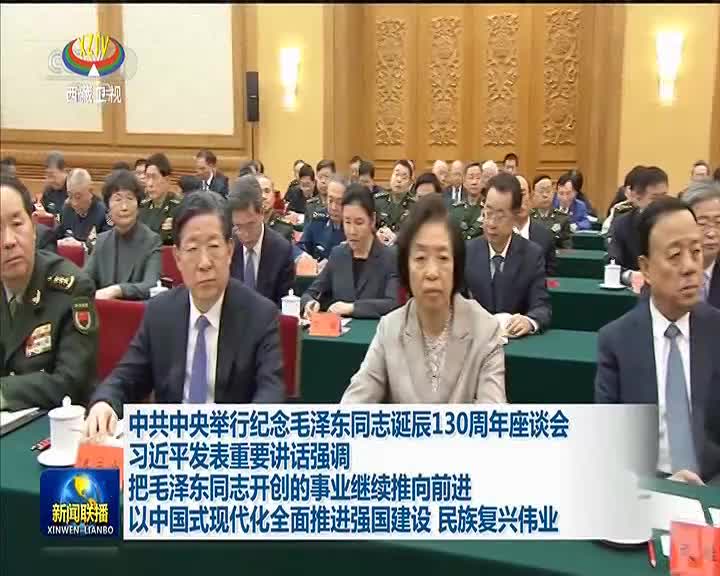 XZTV
西藏卫视
中共中央举行纪念毛泽东同志诞辰130周年座谈会
习近平发表重要讲话强调
把毛泽东同志开创的事业继续推向前进
以中国式现代化全面推进强国建设 民族复兴伟业
新闻联播
XINWEN-LIANBO